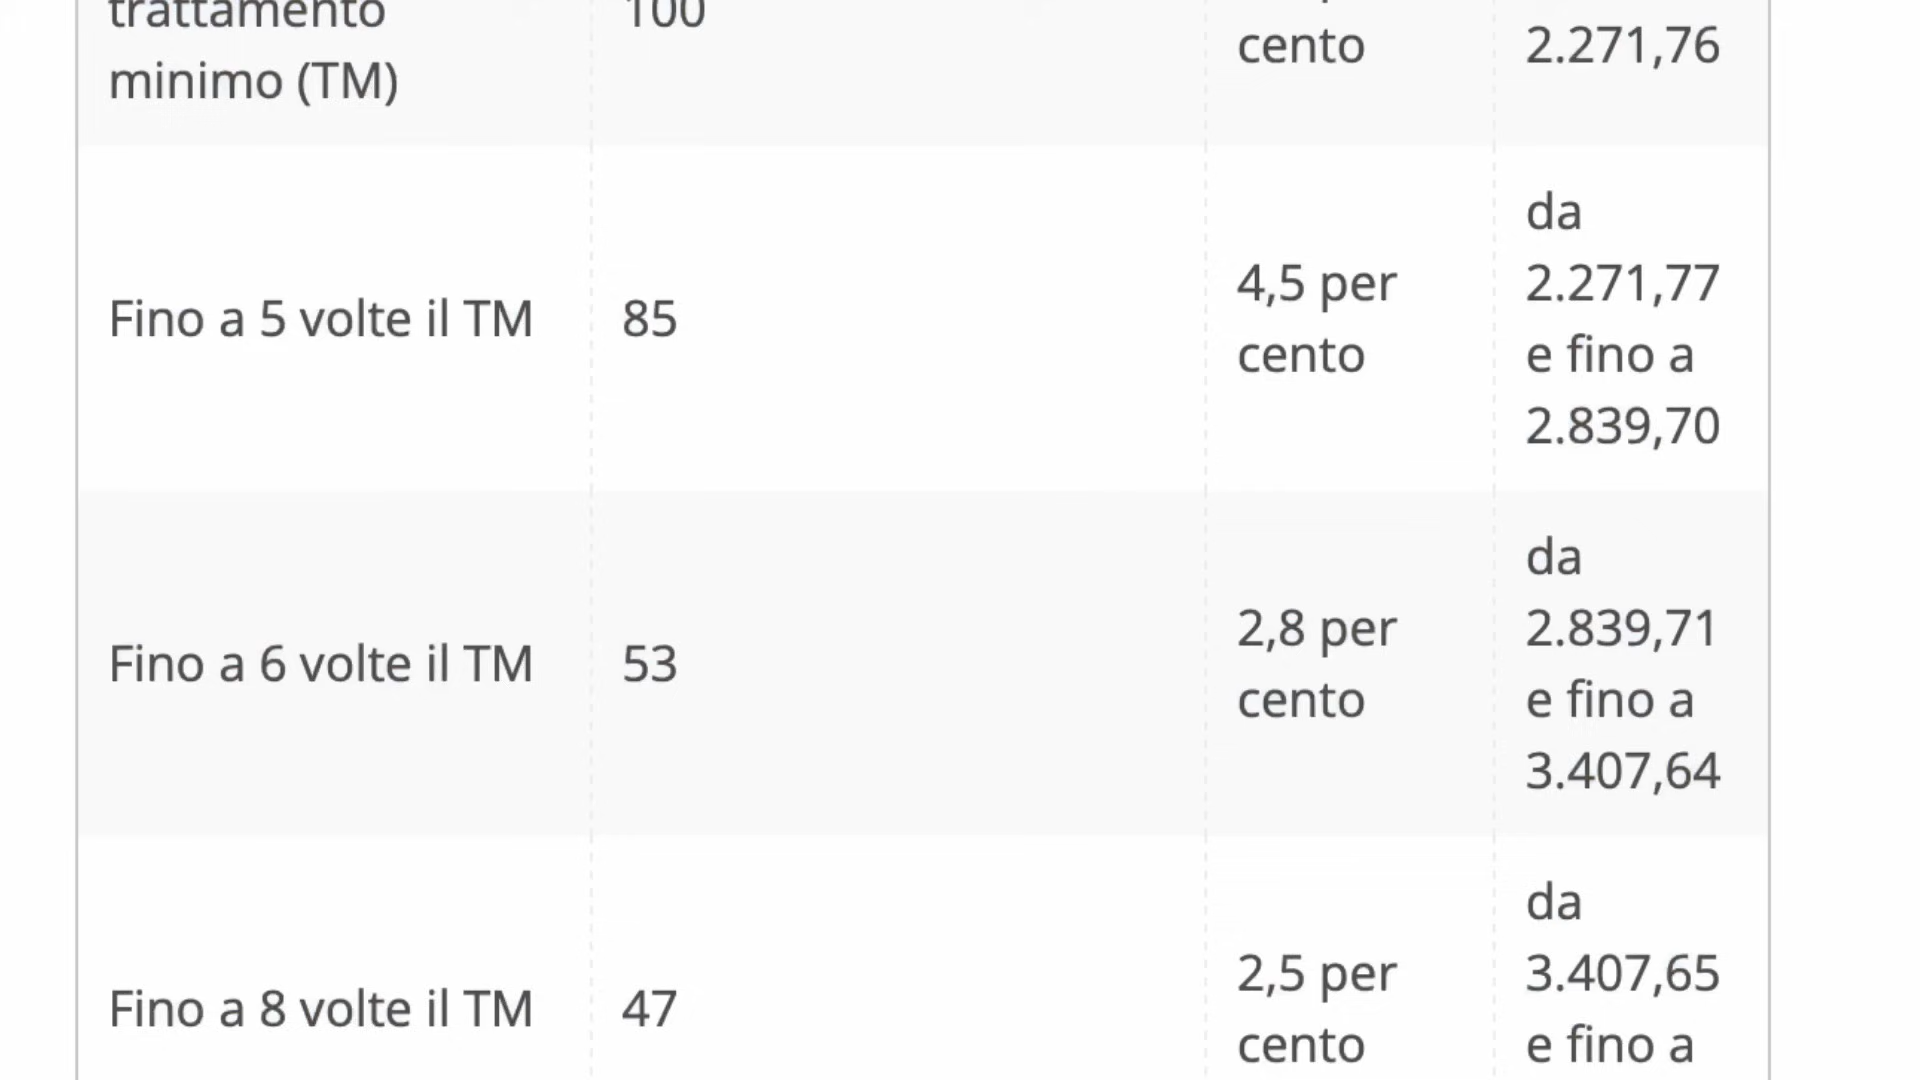 trattamento
minimo (TM)
100
cento
2.271,76
Fino a 5 volte il TM
85
4,5 per
cento
da
2.271,77
e fino a
2.839,70
Fino a 6 volte il TM
53
2,8 per
cento
da
2.839,71
e fino a
3.407,64
Fino a 8 volte il TM
47
2,5 per
cento
da
3.407,65
e fino a